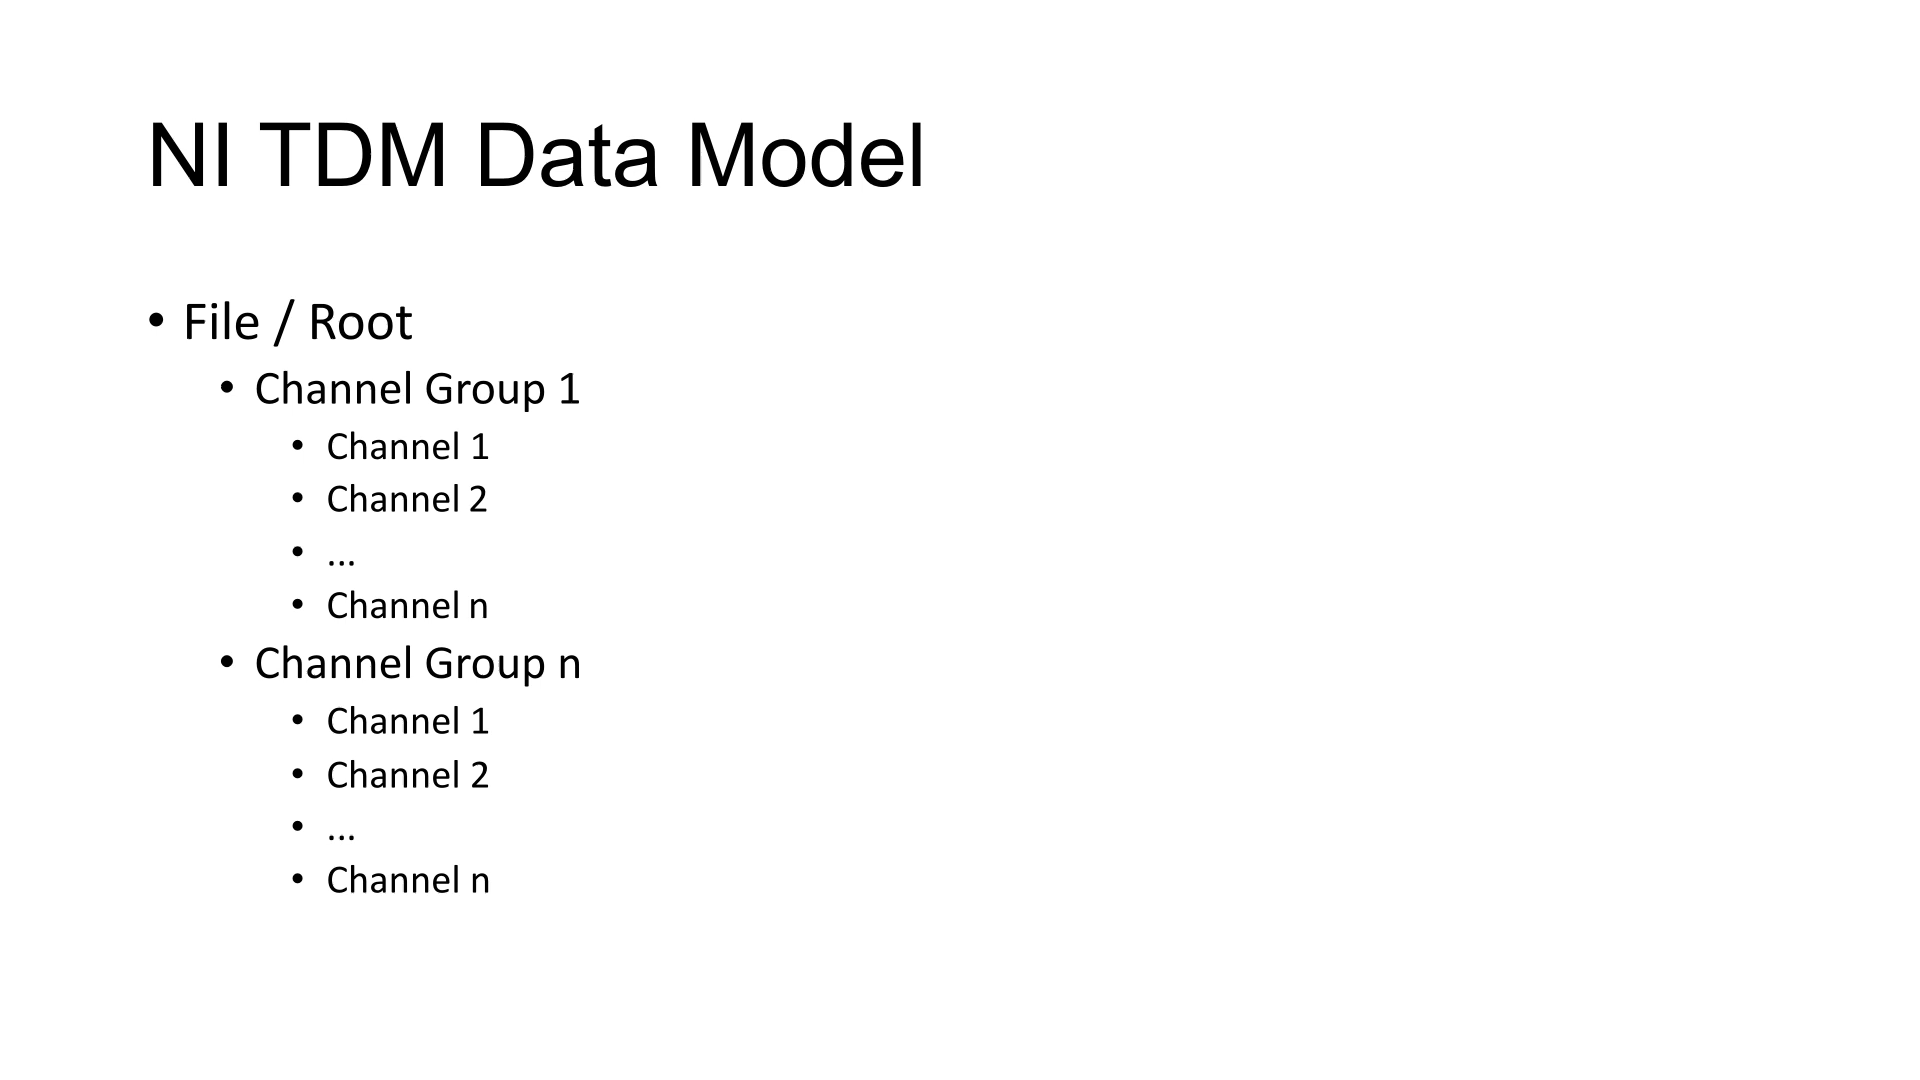 NI TDM Data Model
• File / Root
• Channel Group 1
• Channel 1
• Channel 2
• ...
• Channel n
• Channel Group n
• Channel 1
• Channel 2
• ...
• Channel n